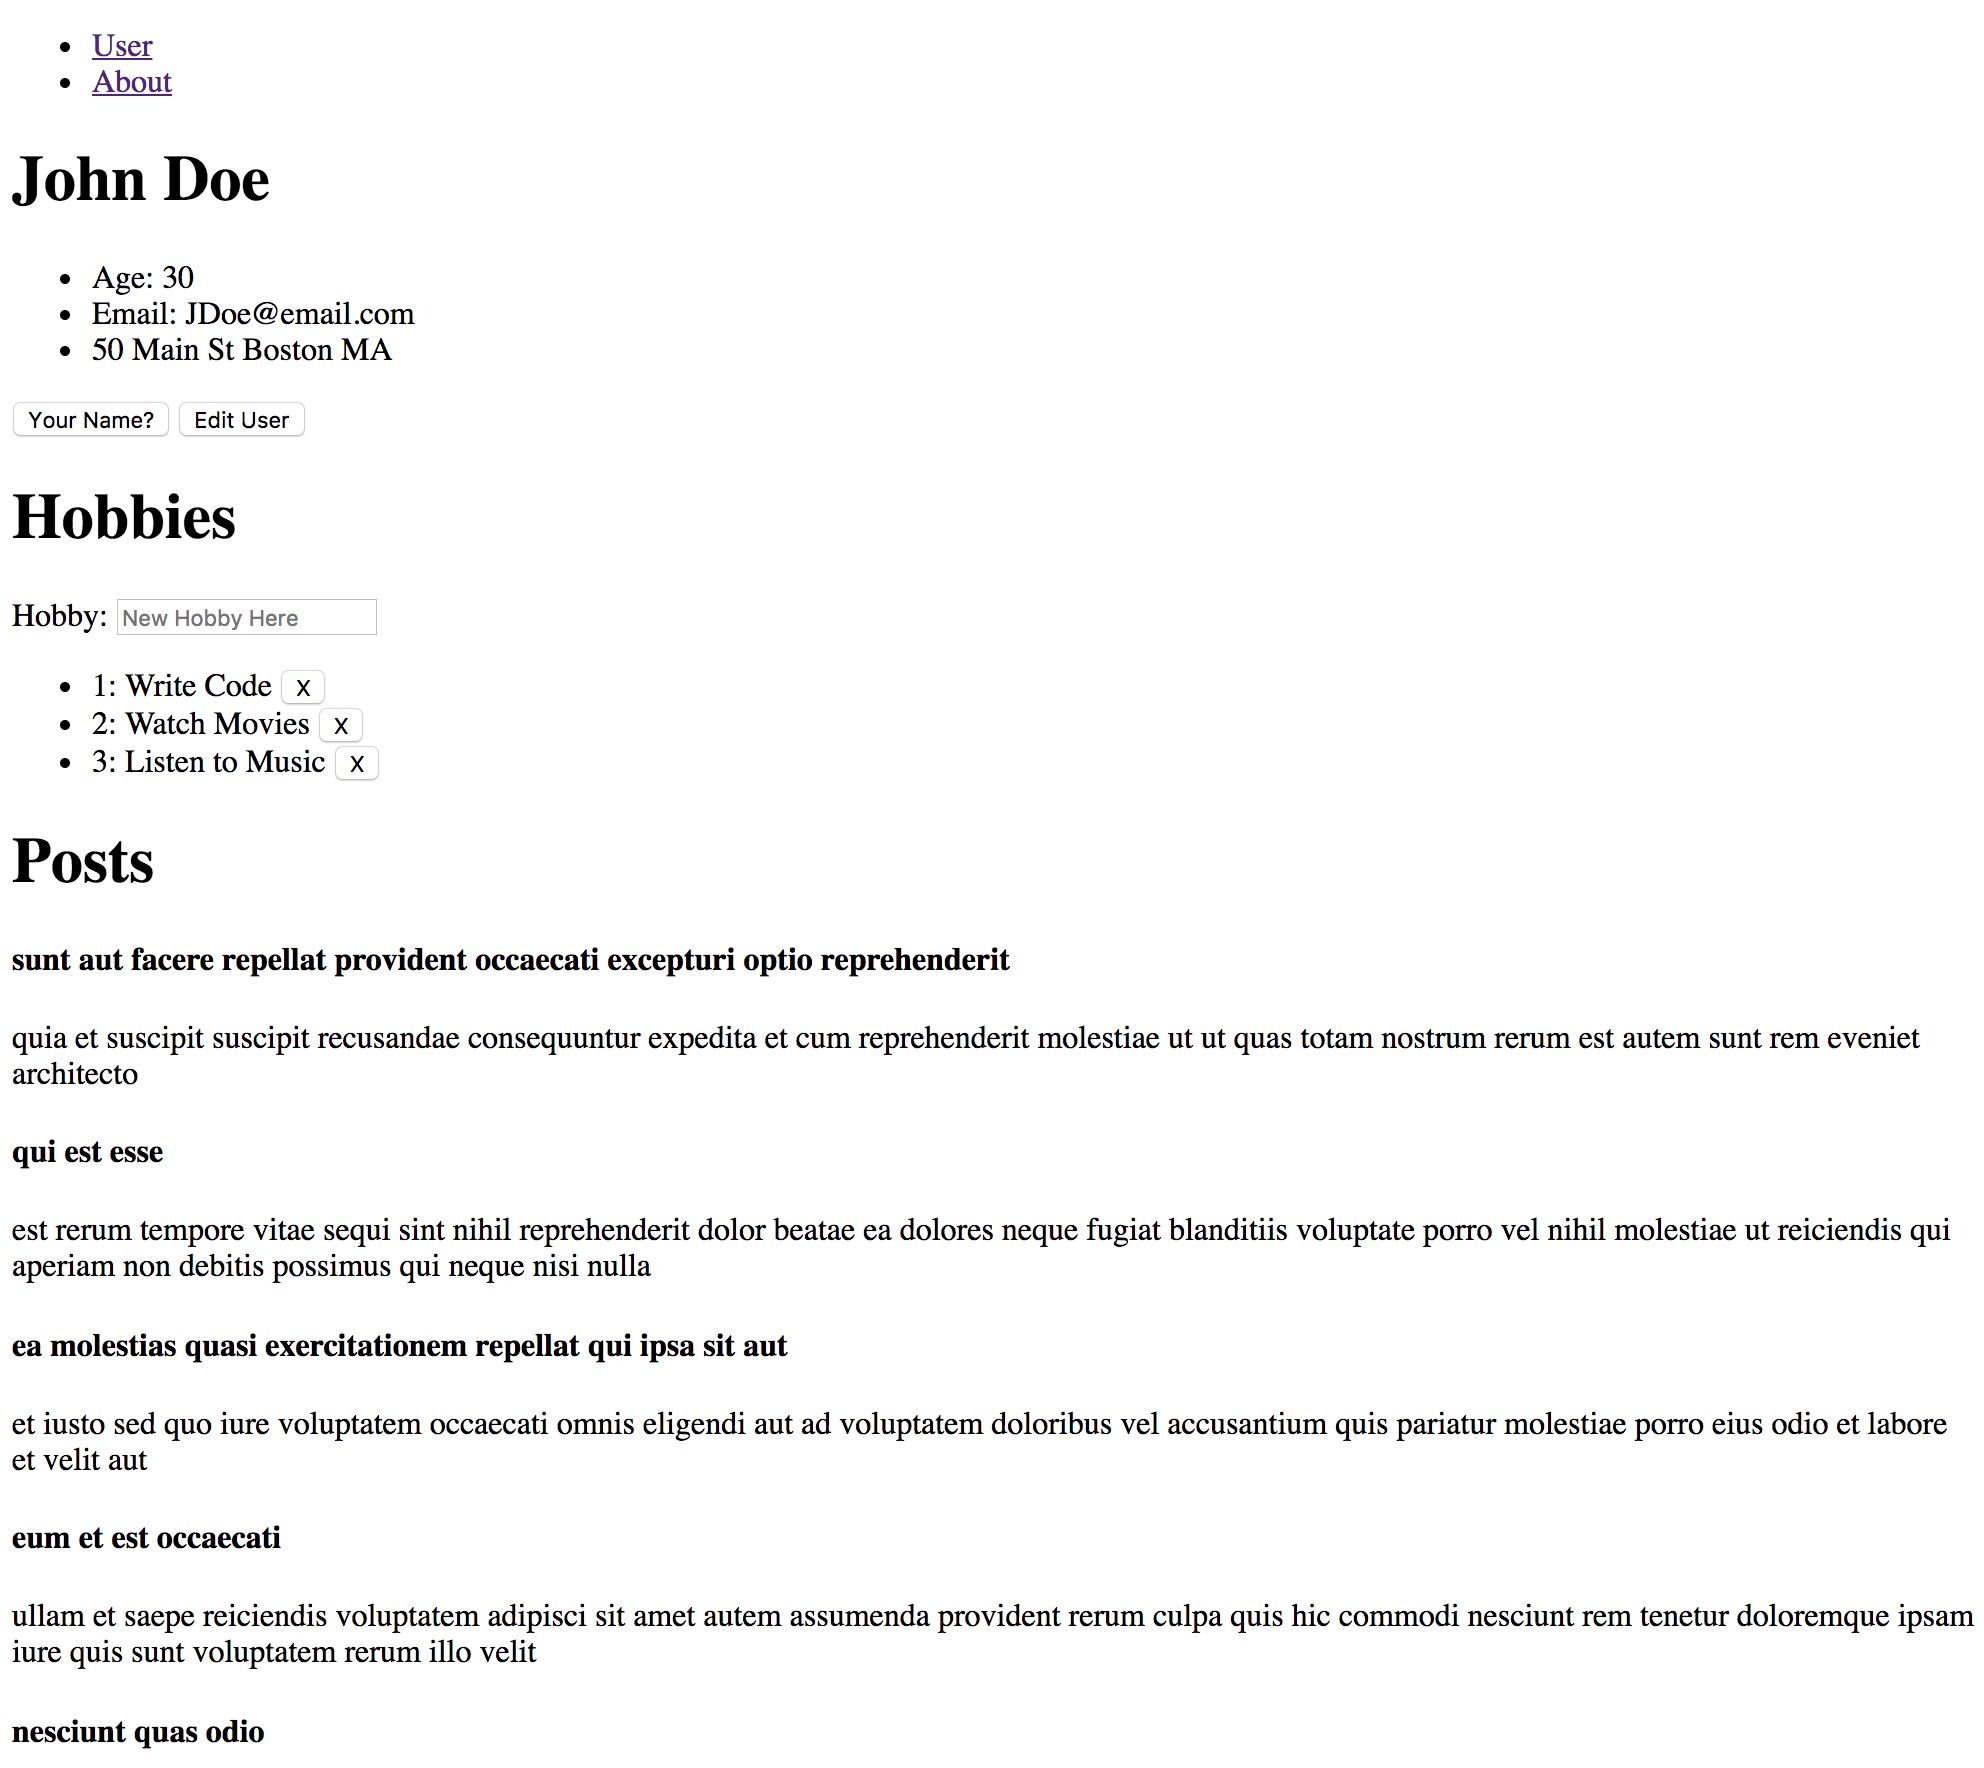 User
About
John Doe
Age: 30
Email: JDoe@email.com
50 Main St Boston MA
Your Name? Edit User
Hobbies
Hobby: New Hobby Here
1: Write Code X
2: Watch Movies X
3: Listen to Music X
Posts
sunt aut facere repellat provident occaecati excepturi optio reprehenderit
quia et suscipit suscipit recusandae consequuntur expedita et cum reprehenderit molestiae ut ut quas totam nostrum rerum est autem sunt rem eveniet
architecto
qui est esse
est rerum tempore vitae sequi sint nihil reprehenderit dolor beatae ea dolores neque fugiat blanditiis voluptate porro vel nihil molestiae ut reiciendis qui
aperiam non debitis possimus qui neque nisi nulla
ea molestias quasi exercitationem repellat qui ipsa sit aut
et iusto sed quo iure voluptatem occaecati omnis eligendi aut ad voluptatem doloribus vel accusantium quis pariatur molestiae porro eius odio et labore
et velit aut
eum et est occaecati
ullam et saepe reiciendis voluptatem adipisci sit amet autem assumenda provident rerum culpa quis hic commodi nesciunt rem tenetur doloremque ipsam
iure quis sunt voluptatem rerum illo velit
nesciunt quas odio